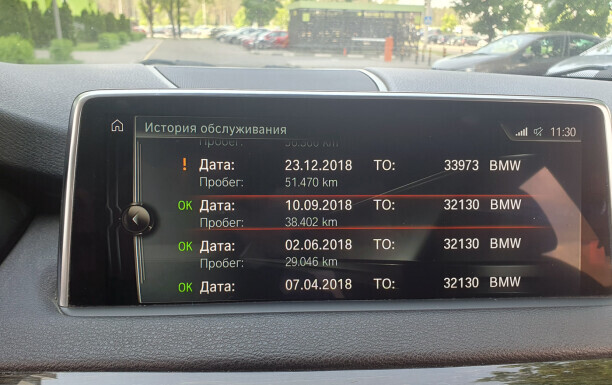 История обслуживания
11:30
! Дата: 23.12.2018 ТО: 33973 BMW
Пробег: 51.470 km
OK Дата: 10.09.2018 ТО: 32130 BMW
Пробег: 38.402 km
OK Дата: 02.06.2018 ТО: 32130 BMW
Пробег: 29.046 km
OK Дата: 07.04.2018 ТО: 32130 BMW